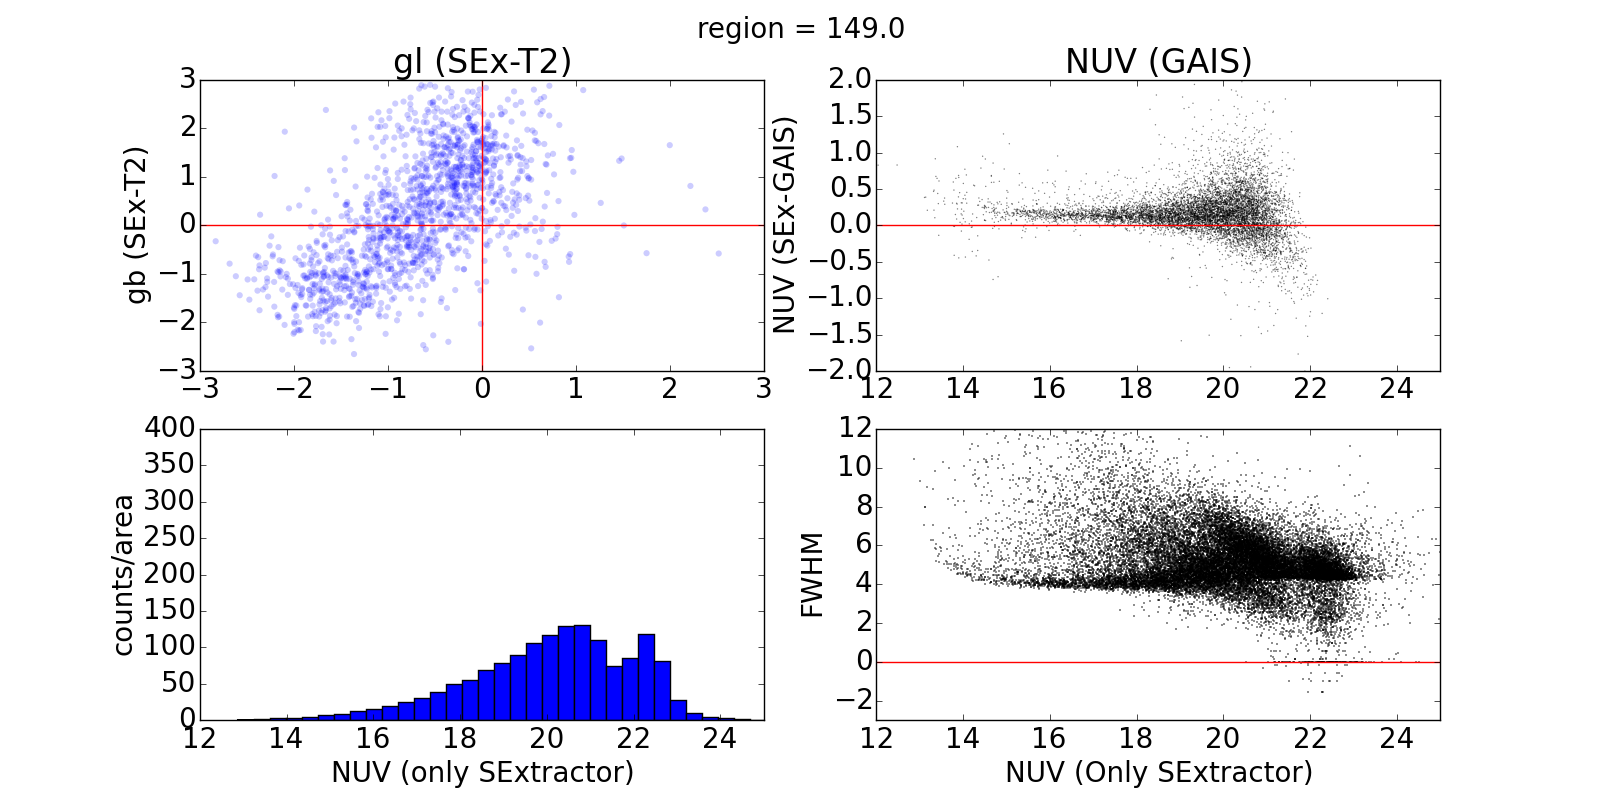 region = 149.0
gl (SEx-T2)
NUV (GAIS)
gb (SEx-T2)
3
2
1
0
−1
−2
−3
−3 −2 −1 0 1 2 3
NUV (SEx-GAIS)
2.0
1.5
1.0
0.5
0.0
−0.5
−1.0
−1.5
−2.0
12 14 16 18 20 22 24
counts/area
400
350
300
250
200
150
100
50
0
12 14 16 18 20 22 24
NUV (only SExtractor)
FWHM
12
10
8
6
4
2
0
−2
12 14 16 18 20 22 24
NUV (Only SExtractor)